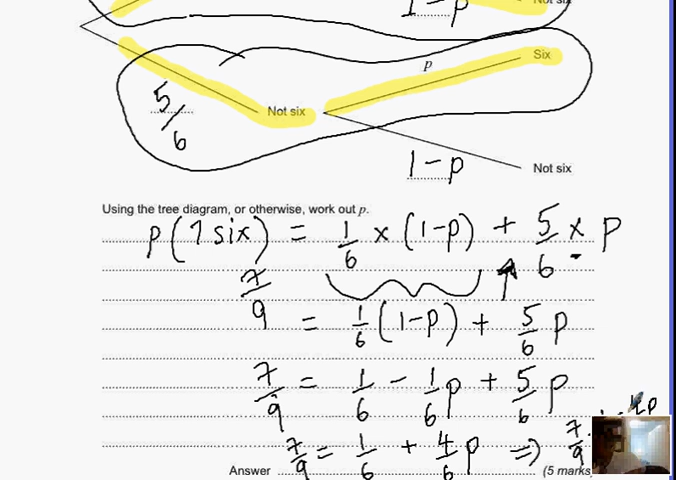 1-p Not six
p Six
5/6 Not six
1-p Not six
Using the tree diagram, or otherwise, work out p.
p(1 six) = 1/6 × (1-p) + 5/6 × p
7/9 = 1/6 (1-p) + 5/6 p
7/9 = 1/6 - 1/6 p + 5/6 p
7/9 = 1/6 + 4/6 p => 7/9
Answer (5 marks